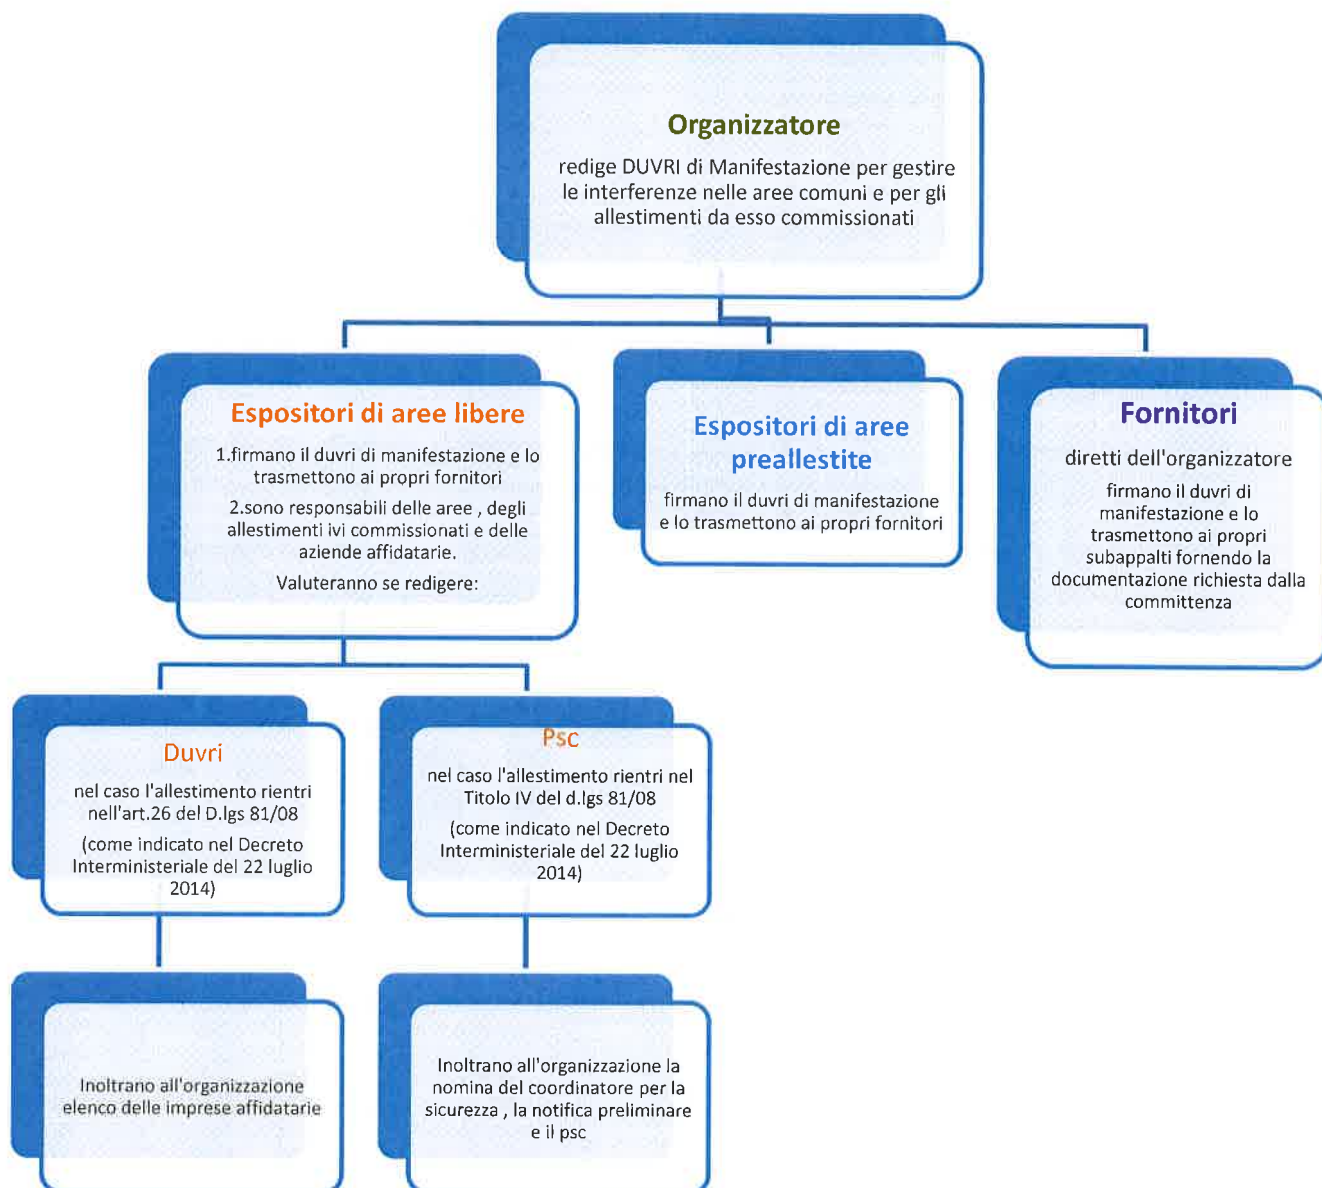 Organizzatore
redige DUVRI di Manifestazione per gestire
le interferenze nelle aree comuni e per gli
allestimenti da esso commissionati
Espositori di aree libere
1.firmano il duvri di manifestazione e lo
trasmettono ai propri fornitori
2.sono responsabili delle aree , degli
allestimenti ivi commissionati e delle
aziende affidatarie.
Valuteranno se redigere:
Espositori di aree
preallestite
firmano il duvri di manifestazione
e lo trasmettono ai propri fornitori
Fornitori
diretti dell'organizzatore
firmano il duvri di
manifestazione e lo
trasmettono ai propri
subappalti fornendo la
documentazione richiesta dalla
committenza
Duvri
nel caso l'allestimento rientri
nell'art.26 del D.lgs 81/08
(come indicato nel Decreto
Interministeriale del 22 luglio
2014)
Psc
nel caso l'allestimento rientri nel
Titolo IV del d.lgs 81/08
(come indicato nel Decreto
Interministeriale del 22 luglio
2014)
Inoltrano all'organizzazione
elenco delle imprese affidatarie
Inoltrano all'organizzazione la
nomina del coordinatore per la
sicurezza , la notifica preliminare
e il psc